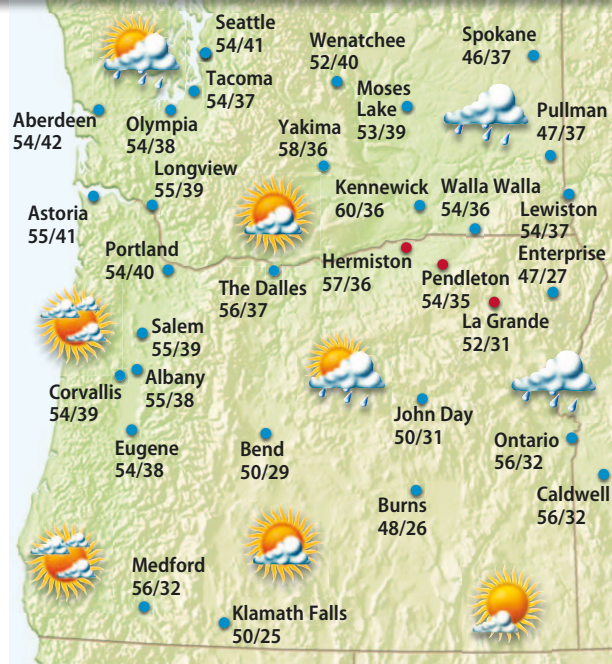 Seattle
54/41
Wenatchee
52/40
Spokane
46/37
Tacoma
54/37
Moses
Lake
53/39
Aberdeen
54/42
Olympia
54/38
Yakima
58/36
Pullman
47/37
Longview
55/39
Kennewick
60/36
Walla Walla
54/36
Lewiston
54/37
Astoria
55/41
Portland
54/40
The Dalles
56/37
Hermiston
57/36
Pendleton
54/35
Enterprise
47/27
La Grande
52/31
Salem
55/39
Corvallis
54/39
Albany
55/38
John Day
50/31
Eugene
54/38
Bend
50/29
Ontario
56/32
Caldwell
56/32
Burns
48/26
Medford
56/32
Klamath Falls
50/25